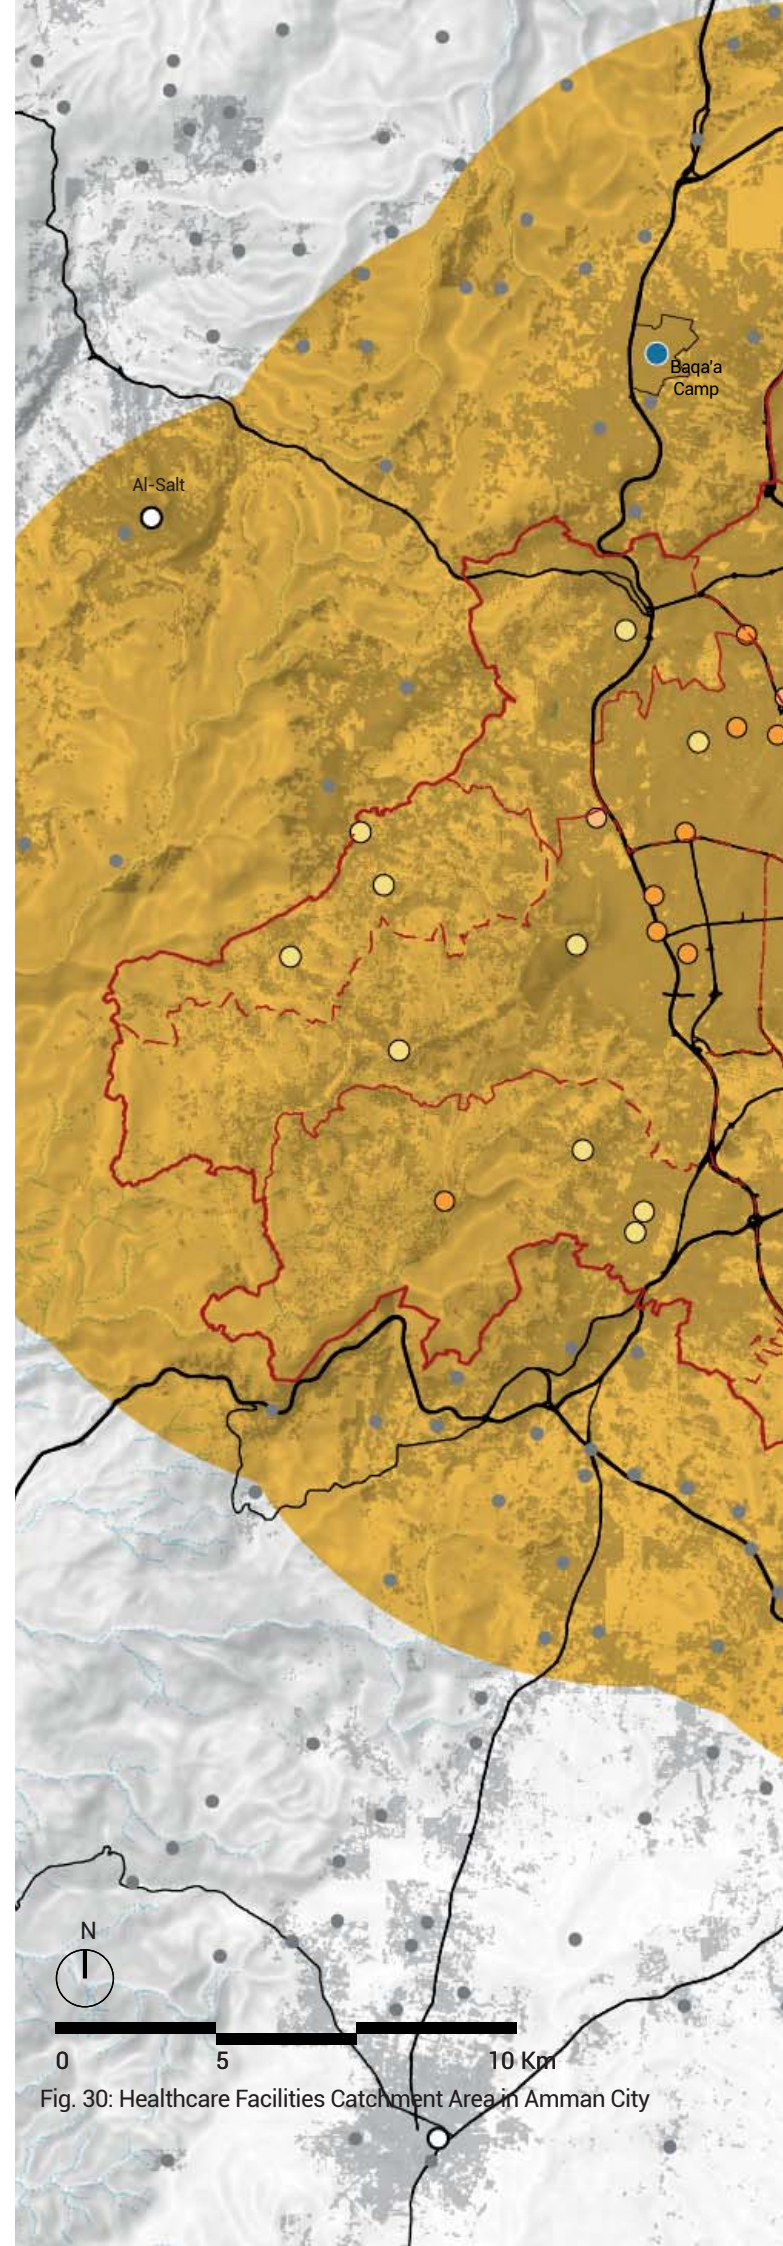 Baqa'a
Camp
Al-Salt
N
0 5 10 Km
Fig. 30: Healthcare Facilities Catchment Area in Amman City